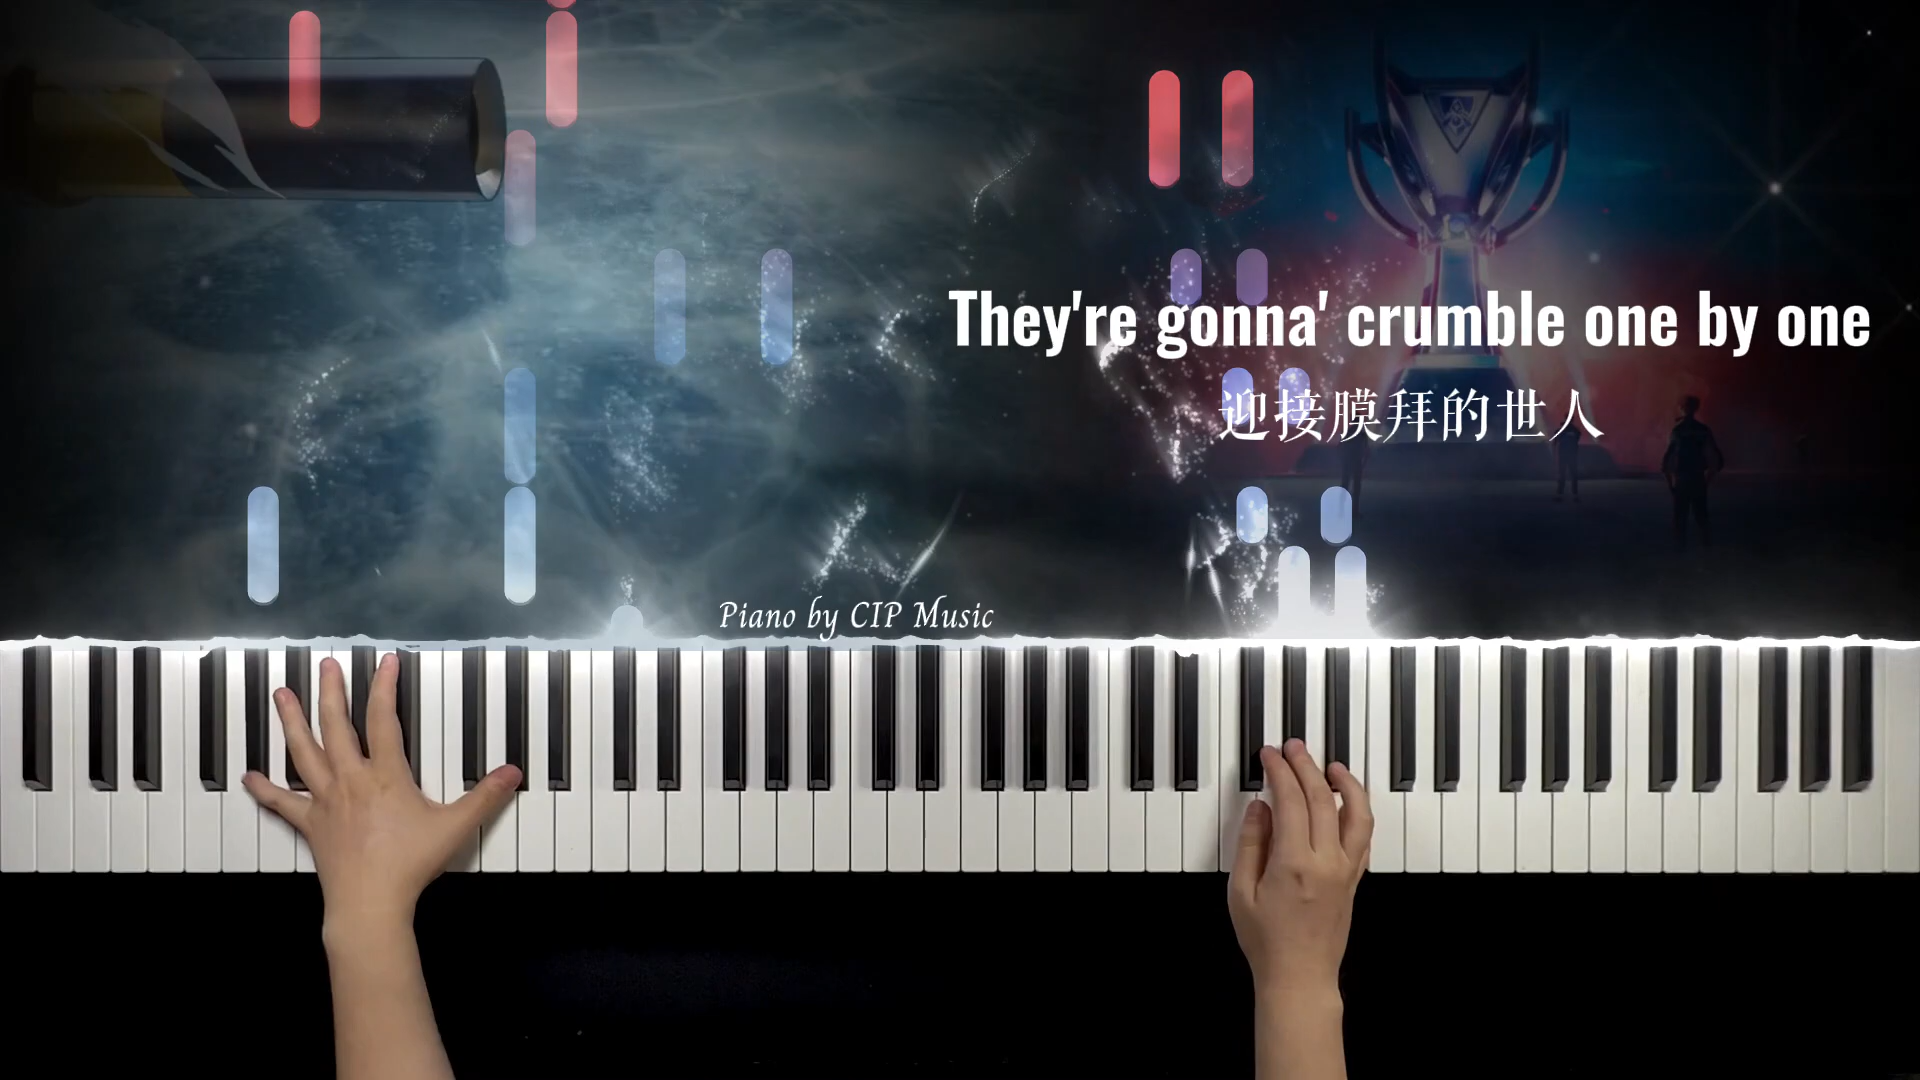 They're gonna' crumble one by one
迎接膜拜的世人
Piano by CIP Music